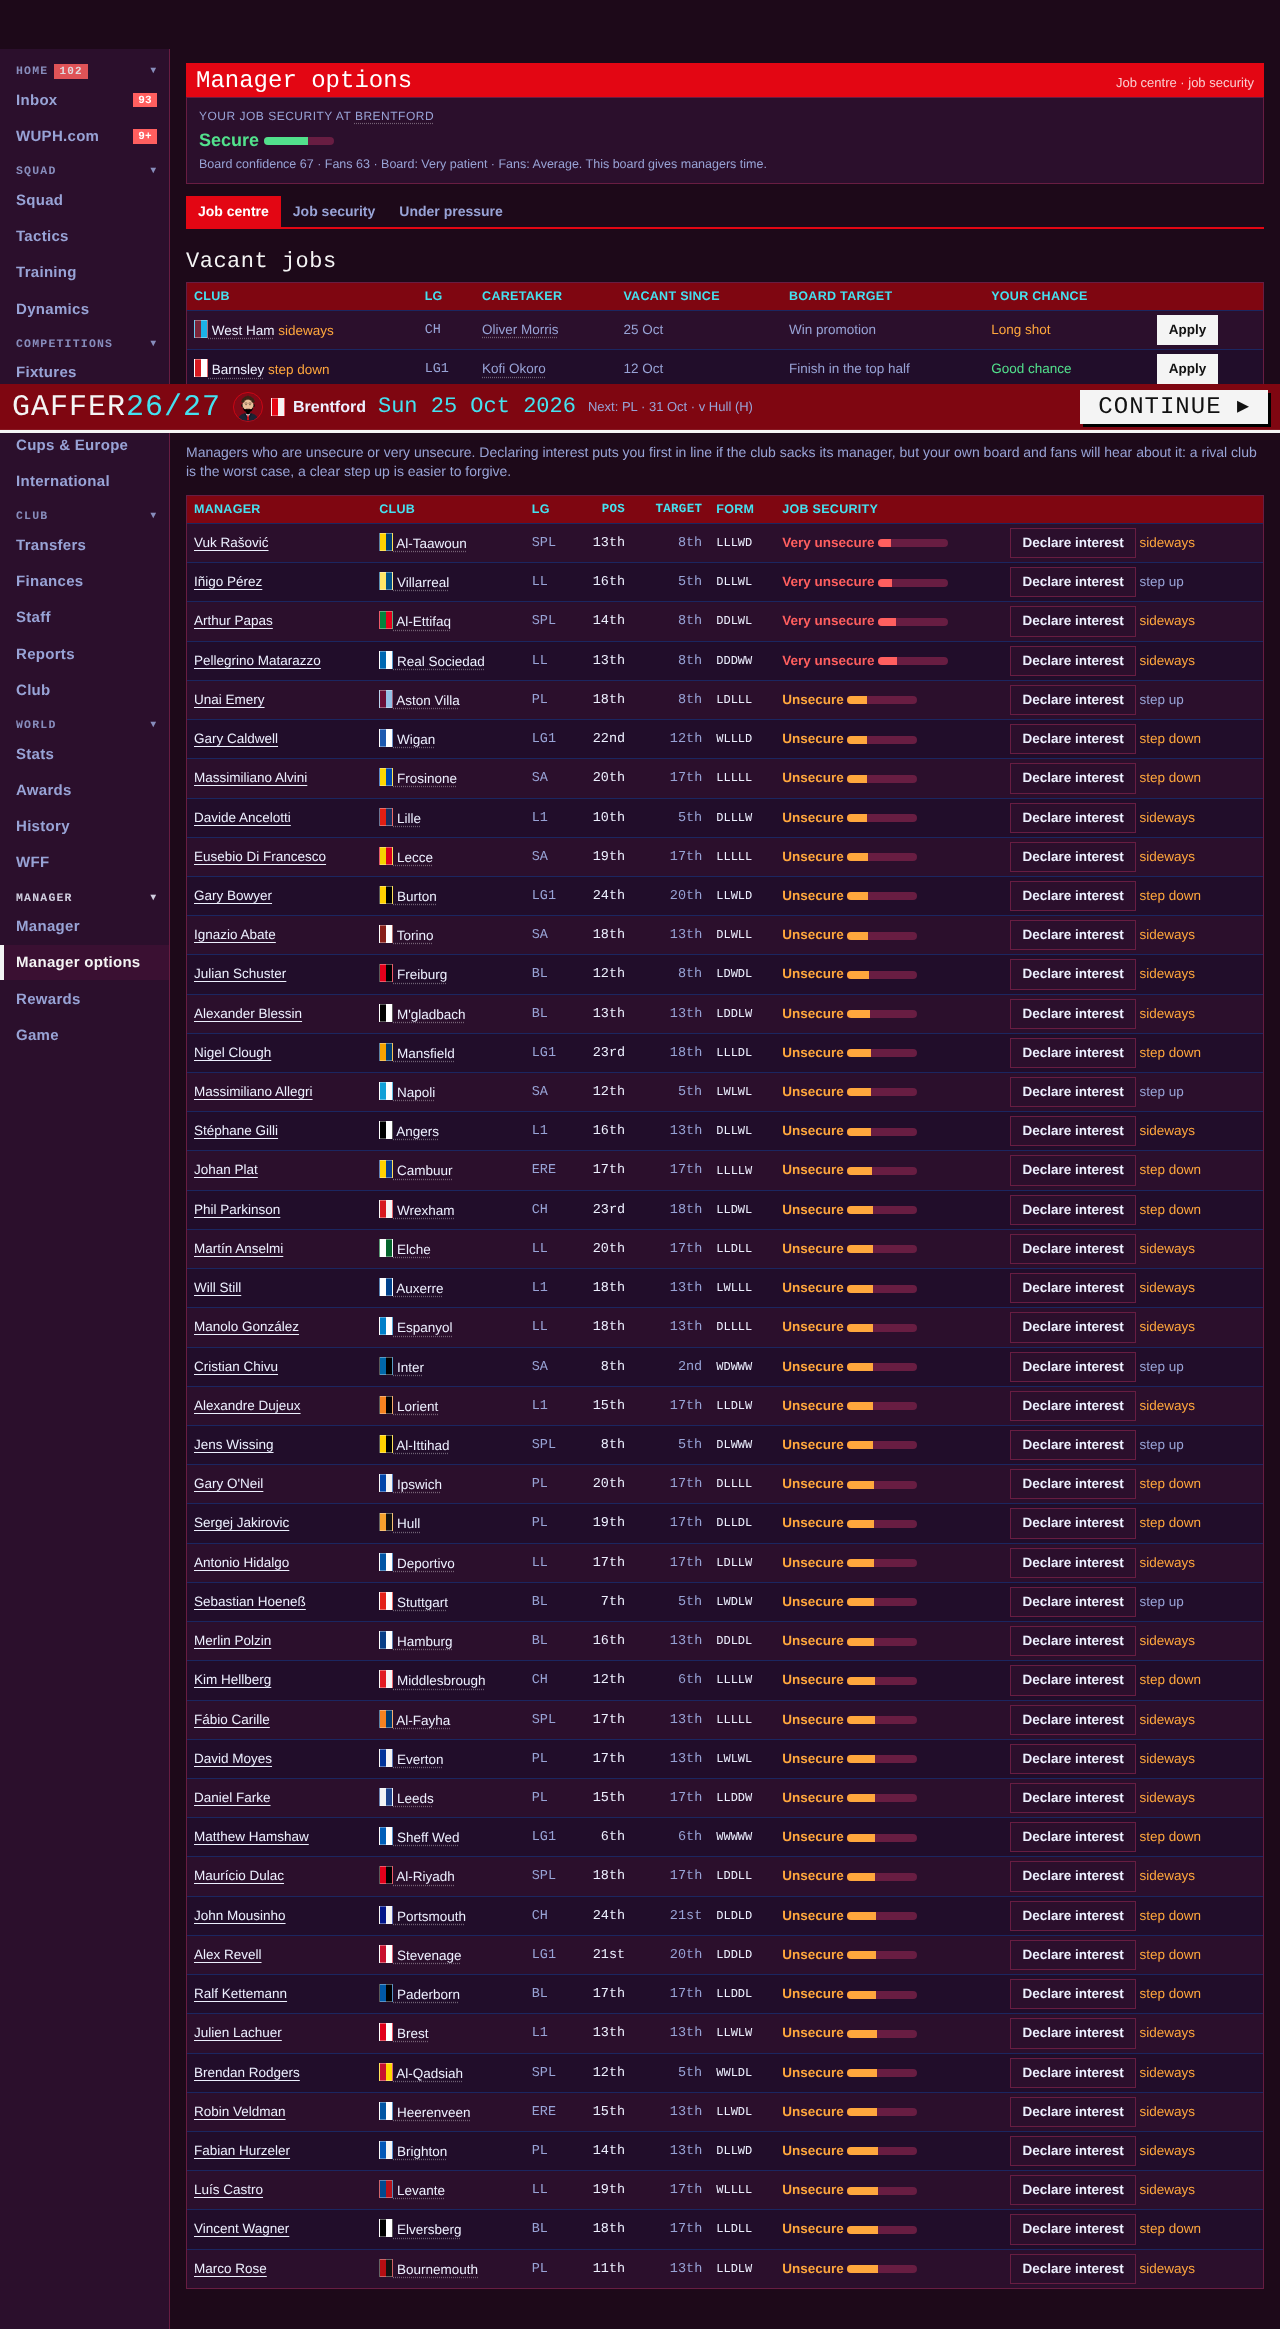 HOME 102 ▼
Inbox 93
WUPH.com 9+
SQUAD ▼
Squad
Tactics
Training
Dynamics
COMPETITIONS ▼
Fixtures
Cups & Europe
International
CLUB ▼
Transfers
Finances
Staff
Reports
Club
WORLD ▼
Stats
Awards
History
WFF
MANAGER ▼
Manager
Manager options
Rewards
Game
Manager options Job centre · job security
YOUR JOB SECURITY AT BRENTFORD
Secure
Board confidence 67 · Fans 63 · Board: Very patient · Fans: Average. This board gives managers time.
Job centre Job security Under pressure
Vacant jobs
CLUB LG CARETAKER VACANT SINCE BOARD TARGET YOUR CHANCE
West Ham sideways CH Oliver Morris 25 Oct Win promotion Long shot Apply
Barnsley step down LG1 Kofi Okoro 12 Oct Finish in the top half Good chance Apply
GAFFER26/27 Brentford Sun 25 Oct 2026 Next: PL · 31 Oct · v Hull (H) CONTINUE ►
Managers who are unsecure or very unsecure. Declaring interest puts you first in line if the club sacks its manager, but your own board and fans will hear about it: a rival club
is the worst case, a clear step up is easier to forgive.
MANAGER CLUB LG POS TARGET FORM JOB SECURITY
Vuk Rašović Al-Taawoun SPL 13th 8th LLLWD Very unsecure Declare interest sideways
Iñigo Pérez Villarreal LL 16th 5th DLLWL Very unsecure Declare interest step up
Arthur Papas Al-Ettifaq SPL 14th 8th DDLWL Very unsecure Declare interest sideways
Pellegrino Matarazzo Real Sociedad LL 13th 8th DDDWW Very unsecure Declare interest sideways
Unai Emery Aston Villa PL 18th 8th LDLLL Unsecure Declare interest step up
Gary Caldwell Wigan LG1 22nd 12th WLLLD Unsecure Declare interest step down
Massimiliano Alvini Frosinone SA 20th 17th LLLLL Unsecure Declare interest step down
Davide Ancelotti Lille L1 10th 5th DLLLW Unsecure Declare interest sideways
Eusebio Di Francesco Lecce SA 19th 17th LLLLL Unsecure Declare interest sideways
Gary Bowyer Burton LG1 24th 20th LLWLD Unsecure Declare interest step down
Ignazio Abate Torino SA 18th 13th DLWLL Unsecure Declare interest sideways
Julian Schuster Freiburg BL 12th 8th LDWDL Unsecure Declare interest sideways
Alexander Blessin M'gladbach BL 13th 13th LDDLW Unsecure Declare interest sideways
Nigel Clough Mansfield LG1 23rd 18th LLLDL Unsecure Declare interest step down
Massimiliano Allegri Napoli SA 12th 5th LWLWL Unsecure Declare interest step up
Stéphane Gilli Angers L1 16th 13th DLLWL Unsecure Declare interest sideways
Johan Plat Cambuur ERE 17th 17th LLLLW Unsecure Declare interest step down
Phil Parkinson Wrexham CH 23rd 18th LLDWL Unsecure Declare interest step down
Martín Anselmi Elche LL 20th 17th LLDLL Unsecure Declare interest sideways
Will Still Auxerre L1 18th 13th LWLLL Unsecure Declare interest sideways
Manolo González Espanyol LL 18th 13th DLLLL Unsecure Declare interest sideways
Cristian Chivu Inter SA 8th 2nd WDWWW Unsecure Declare interest step up
Alexandre Dujeux Lorient L1 15th 17th LLDLW Unsecure Declare interest sideways
Jens Wissing Al-Ittihad SPL 8th 5th DLWWW Unsecure Declare interest step up
Gary O'Neil Ipswich PL 20th 17th DLLLL Unsecure Declare interest step down
Sergej Jakirovic Hull PL 19th 17th DLLDL Unsecure Declare interest step down
Antonio Hidalgo Deportivo LL 17th 17th LDLLW Unsecure Declare interest sideways
Sebastian Hoeneß Stuttgart BL 7th 5th LWDLW Unsecure Declare interest step up
Merlin Polzin Hamburg BL 16th 13th DDLDL Unsecure Declare interest sideways
Kim Hellberg Middlesbrough CH 12th 6th LLLLW Unsecure Declare interest step down
Fábio Carille Al-Fayha SPL 17th 13th LLLLL Unsecure Declare interest sideways
David Moyes Everton PL 17th 13th LWLWL Unsecure Declare interest sideways
Daniel Farke Leeds PL 15th 17th LLDDW Unsecure Declare interest sideways
Matthew Hamshaw Sheff Wed LG1 6th 6th WWWWW Unsecure Declare interest step down
Maurício Dulac Al-Riyadh SPL 18th 17th LDDLL Unsecure Declare interest sideways
John Mousinho Portsmouth CH 24th 21st DLDLD Unsecure Declare interest step down
Alex Revell Stevenage LG1 21st 20th LDDLD Unsecure Declare interest step down
Ralf Kettemann Paderborn BL 17th 17th LLDDL Unsecure Declare interest step down
Julien Lachuer Brest L1 13th 13th LLWLW Unsecure Declare interest sideways
Brendan Rodgers Al-Qadsiah SPL 12th 5th WWLDL Unsecure Declare interest sideways
Robin Veldman Heerenveen ERE 15th 13th LLWDL Unsecure Declare interest sideways
Fabian Hurzeler Brighton PL 14th 13th DLLWD Unsecure Declare interest sideways
Luís Castro Levante LL 19th 17th WLLLL Unsecure Declare interest sideways
Vincent Wagner Elversberg BL 18th 17th LLDLL Unsecure Declare interest step down
Marco Rose Bournemouth PL 11th 13th LLDLW Unsecure Declare interest sideways